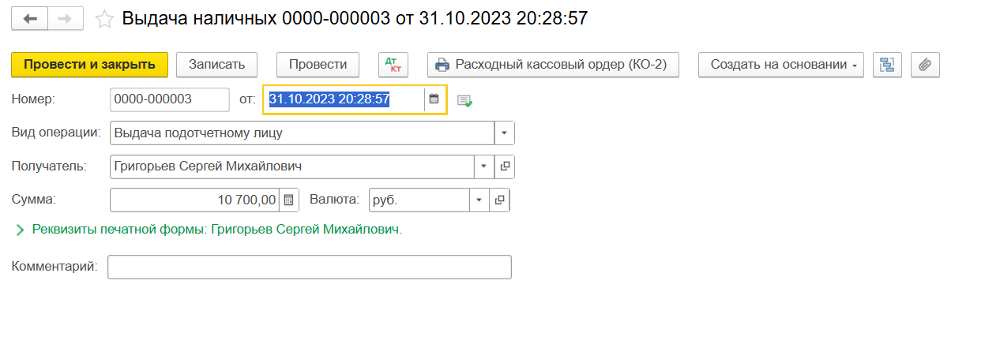 Выдача наличных 0000-000003 от 31.10.2023 20:28:57
Провести и закрыть Записать Провести Дт Кт Расходный кассовый ордер (КО-2) Создать на основании
Номер: 0000-000003 от: 31.10.2023 20:28:57
Вид операции: Выдача подотчетному лицу
Получатель: Григорьев Сергей Михайлович
Сумма: 10 700,00 Валюта: руб.
Реквизиты печатной формы: Григорьев Сергей Михайлович.
Комментарий: